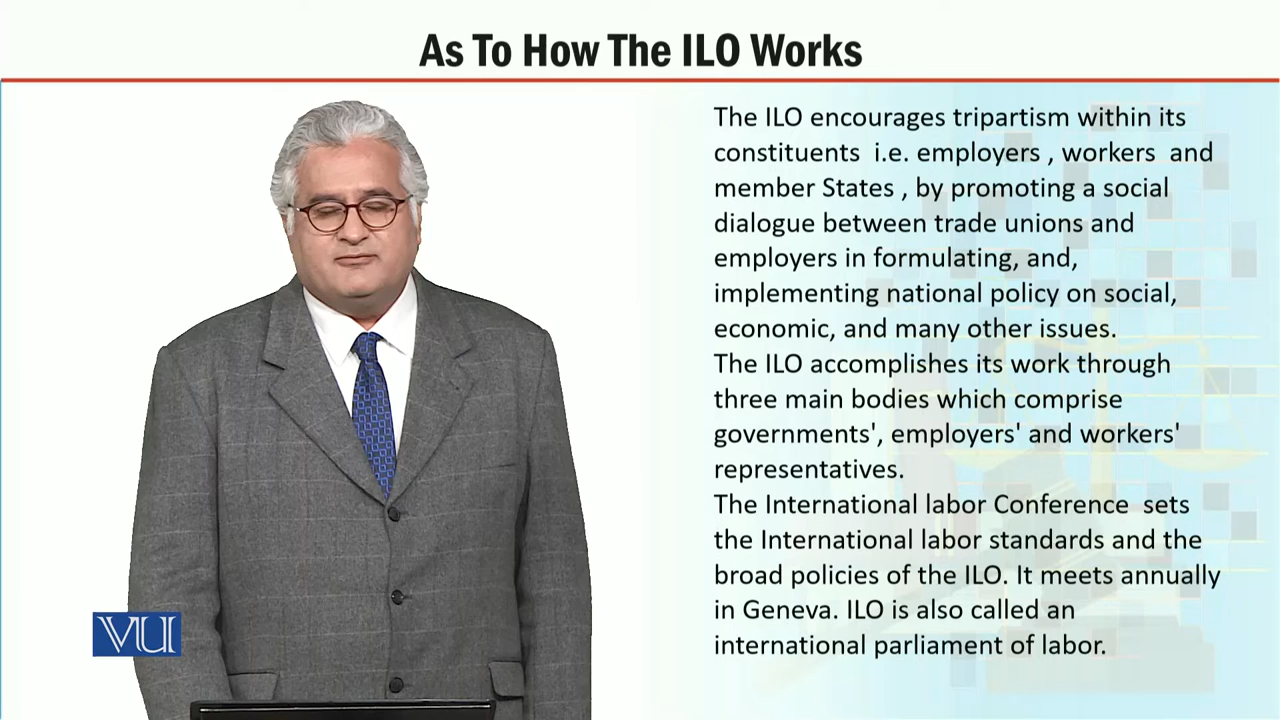 As To How The ILO Works
The ILO encourages tripartism within its
constituents i.e. employers , workers and
member States , by promoting a social
dialogue between trade unions and
employers in formulating, and,
implementing national policy on social,
economic, and many other issues.
The ILO accomplishes its work through
three main bodies which comprise
governments', employers' and workers'
representatives.
The International labor Conference sets
the International labor standards and the
broad policies of the ILO. It meets annually
in Geneva. ILO is also called an
international parliament of labor.
VU